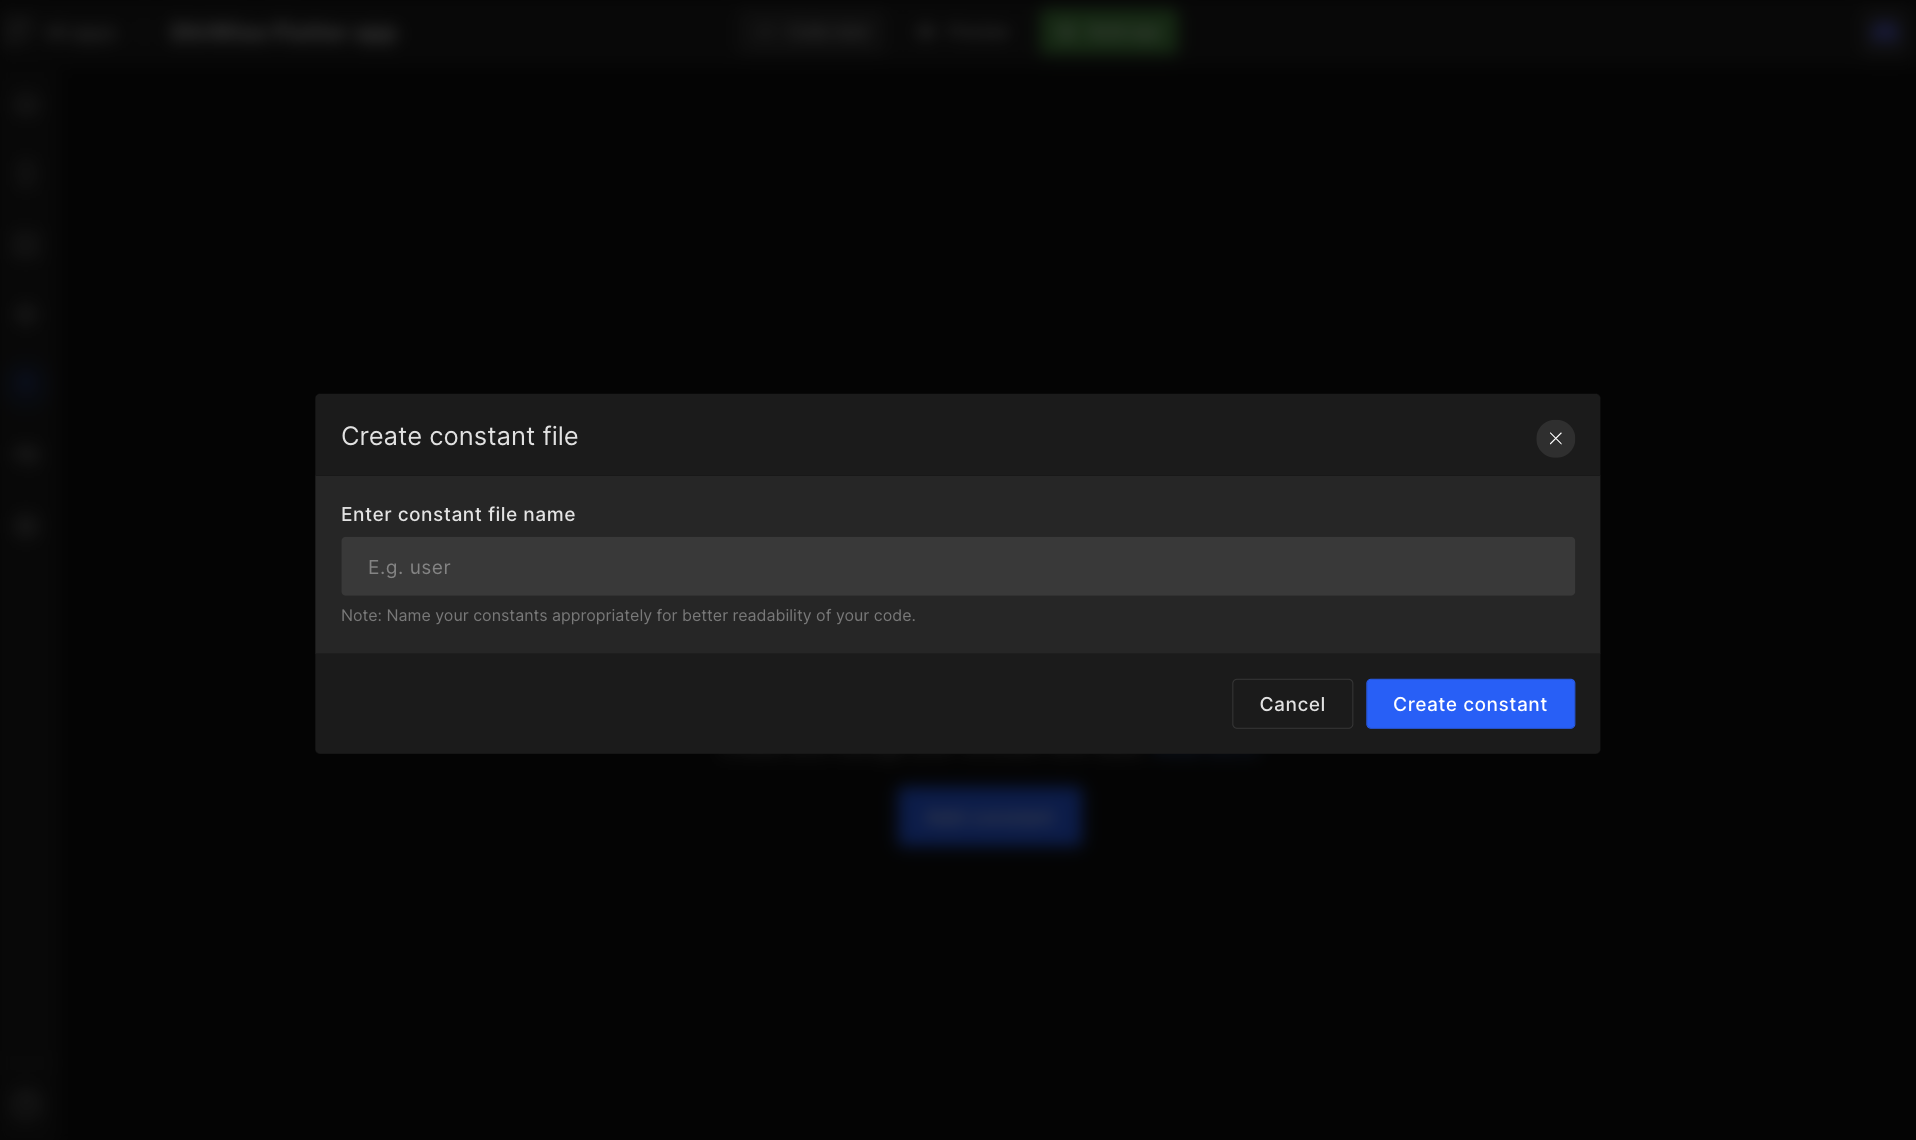 Create constant file
Enter constant file name
E.g. user
Note: Name your constants appropriately for better readability of your code.
Cancel
Create constant